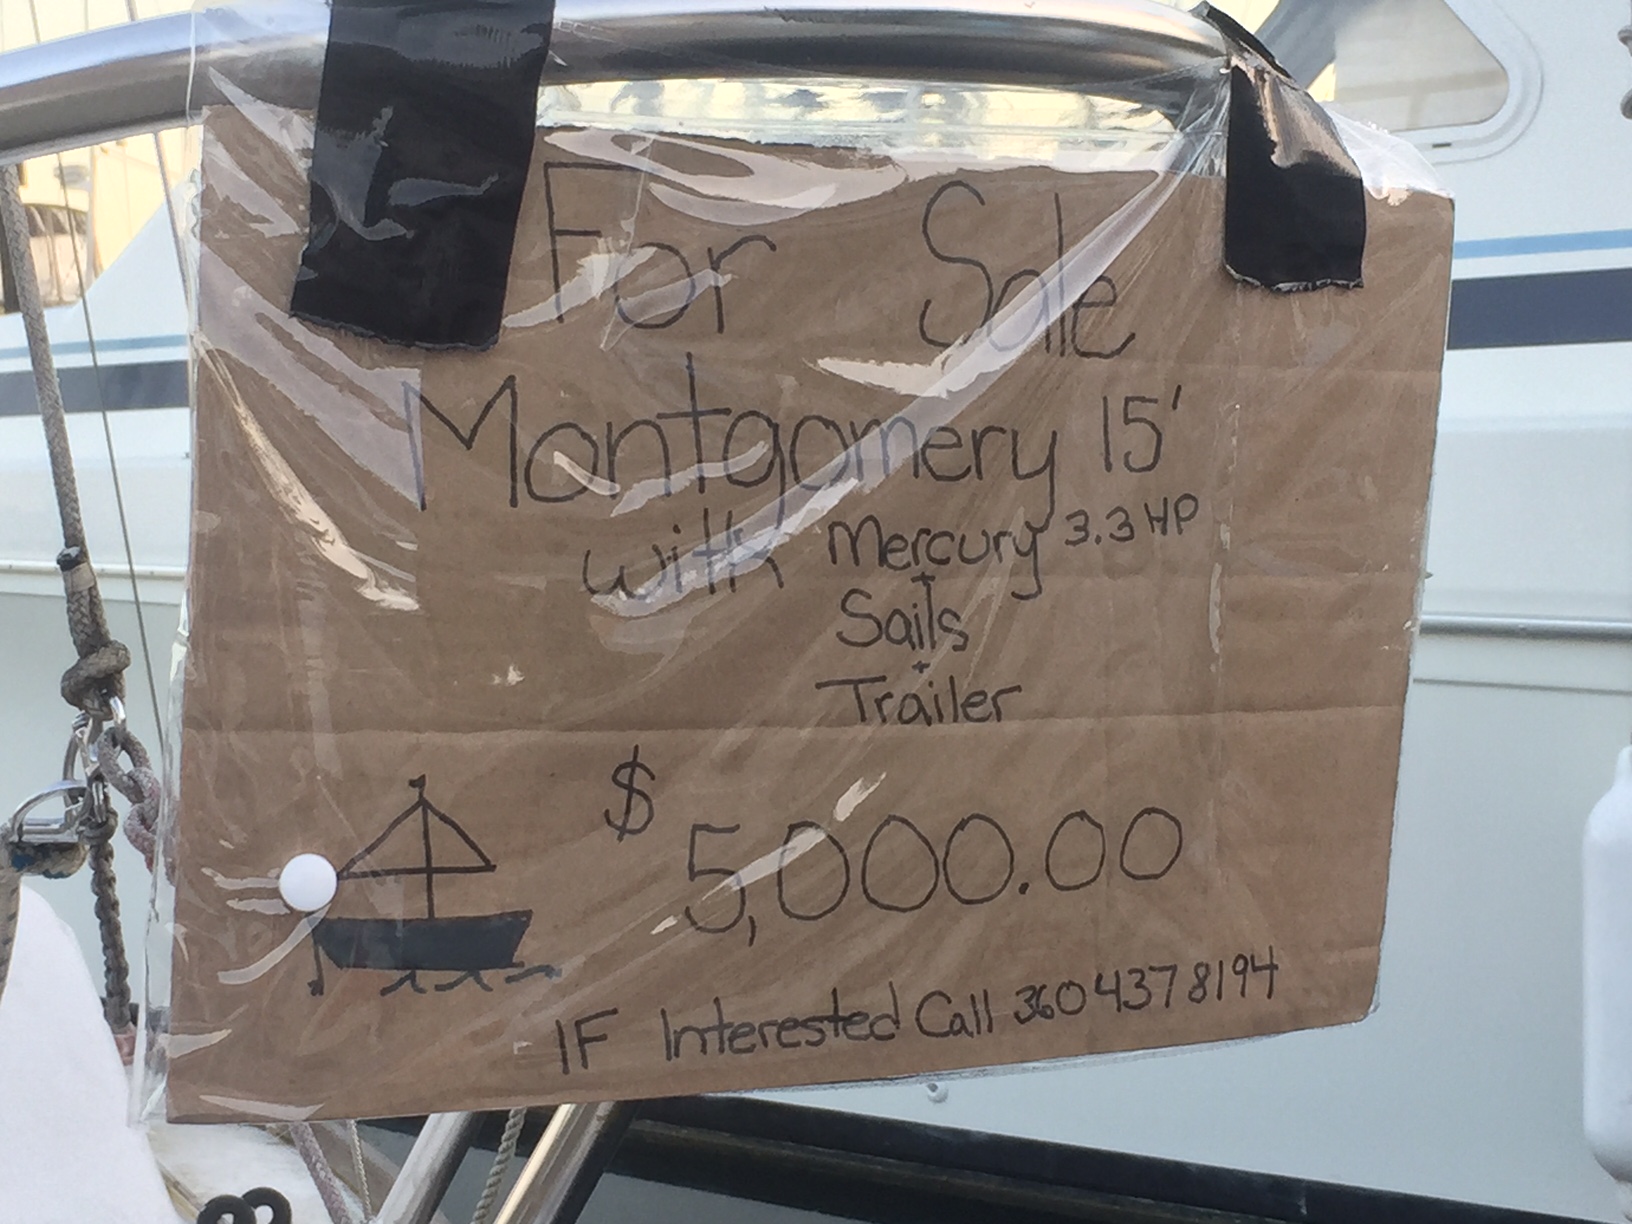 For Sale
Montgomery 15'
with Mercury 3.3 HP
+
Sails
+
Trailer
$ 5,000.00
IF Interested Call 360 437 8194